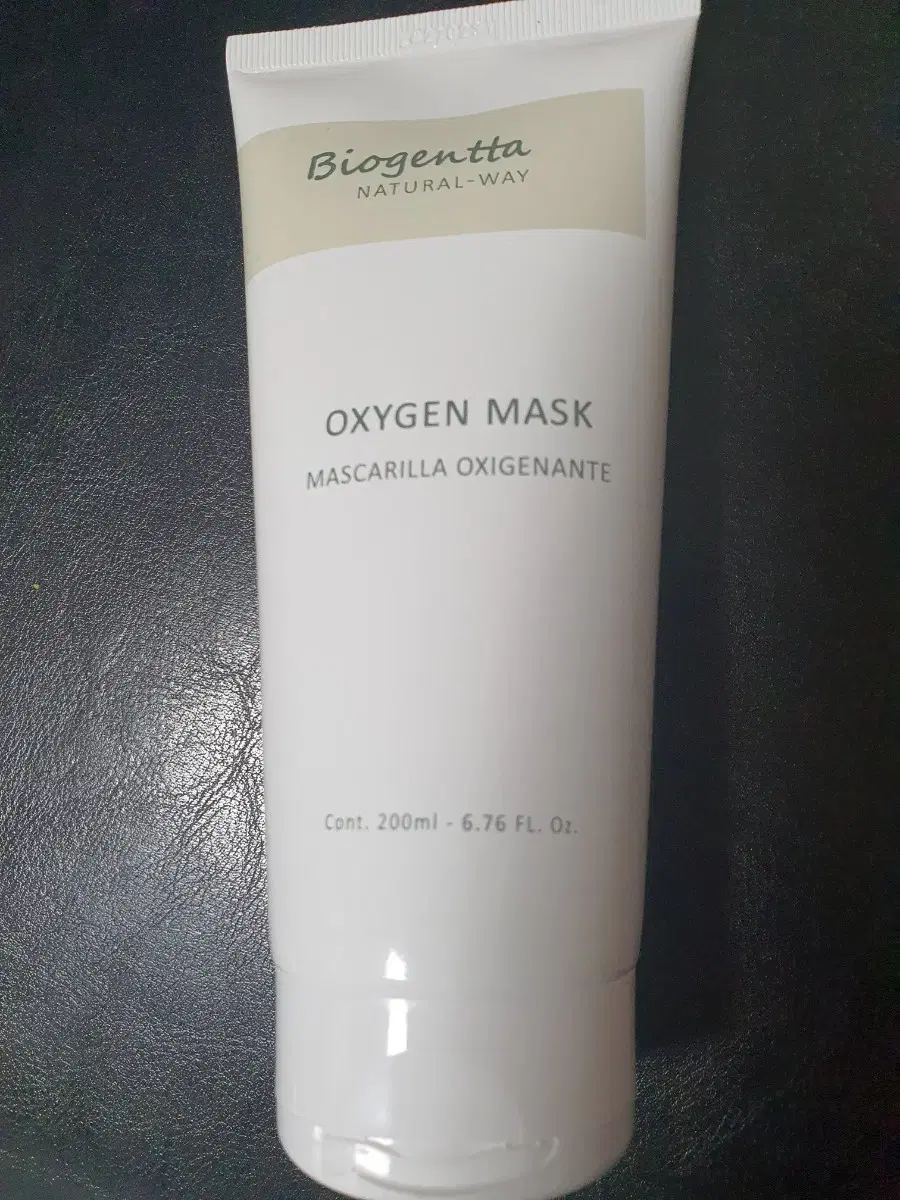 Biogentta
NATURAL-WAY
OXYGEN MASK
MASCARILLA OXIGENANTE
Cont. 200ml - 6.76 FL. Oz.